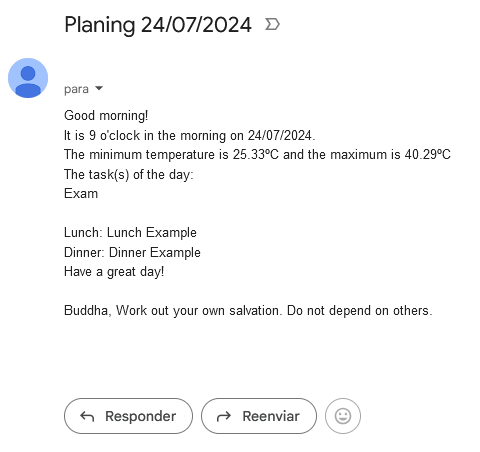 Planing 24/07/2024
para
Good morning!
It is 9 o'clock in the morning on 24/07/2024.
The minimum temperature is 25.33ºC and the maximum is 40.29ºC
The task(s) of the day:
Exam
Lunch: Lunch Example
Dinner: Dinner Example
Have a great day!
Buddha, Work out your own salvation. Do not depend on others.
Responder
Reenviar